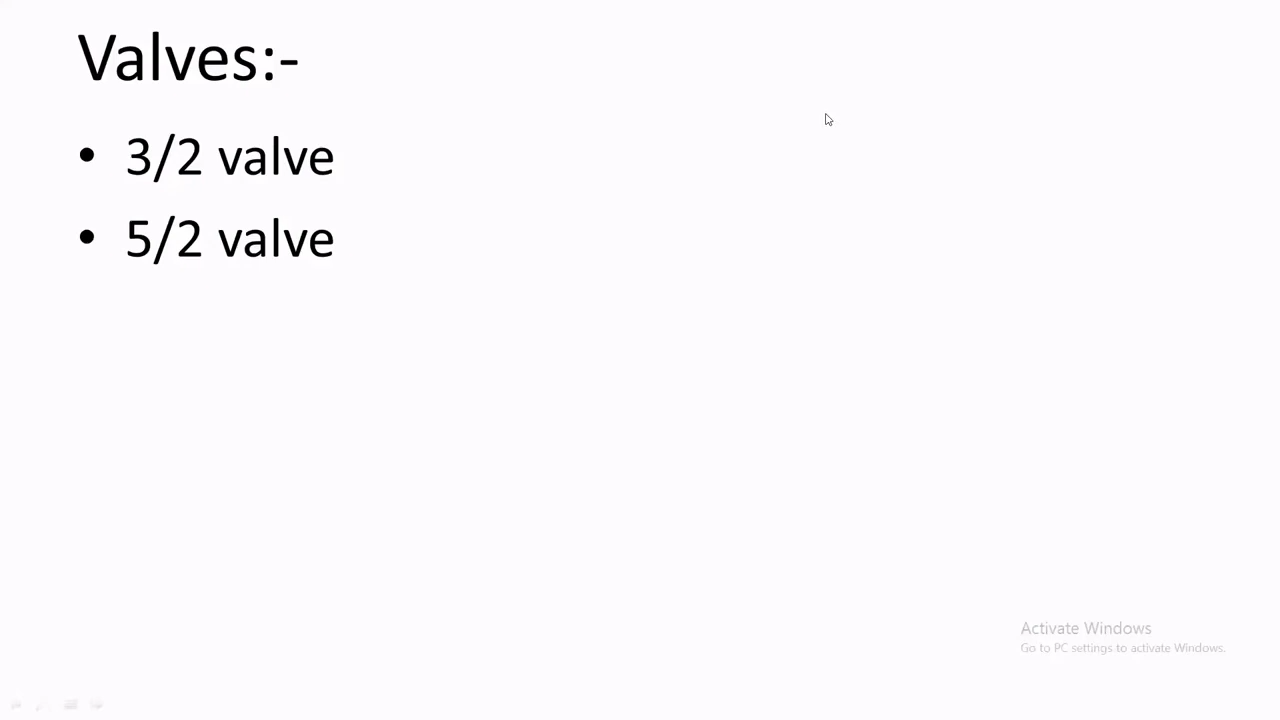 Valves:-
• 3/2 valve
• 5/2 valve
Activate Windows
Go to PC settings to activate Windows.